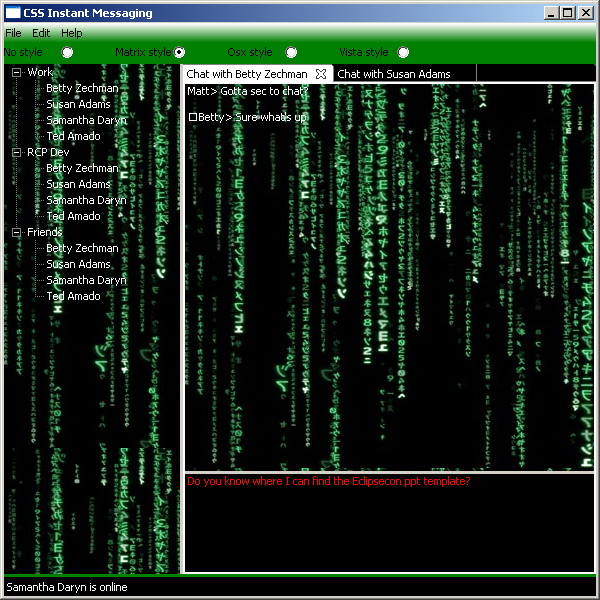 CSS Instant Messaging
File Edit Help
No style Matrix style Osx style Vista style
Work
Betty Zechman
Susan Adams
Samantha Daryn
Ted Amado
RCP Dev
Betty Zechman
Susan Adams
Samantha Daryn
Ted Amado
Friends
Betty Zechman
Susan Adams
Samantha Daryn
Ted Amado
Chat with Betty Zechman Chat with Susan Adams
Matt> Gotta sec to chat?
Betty> Sure whats up
Do you know where I can find the Eclipsecon ppt template?
Samantha Daryn is online